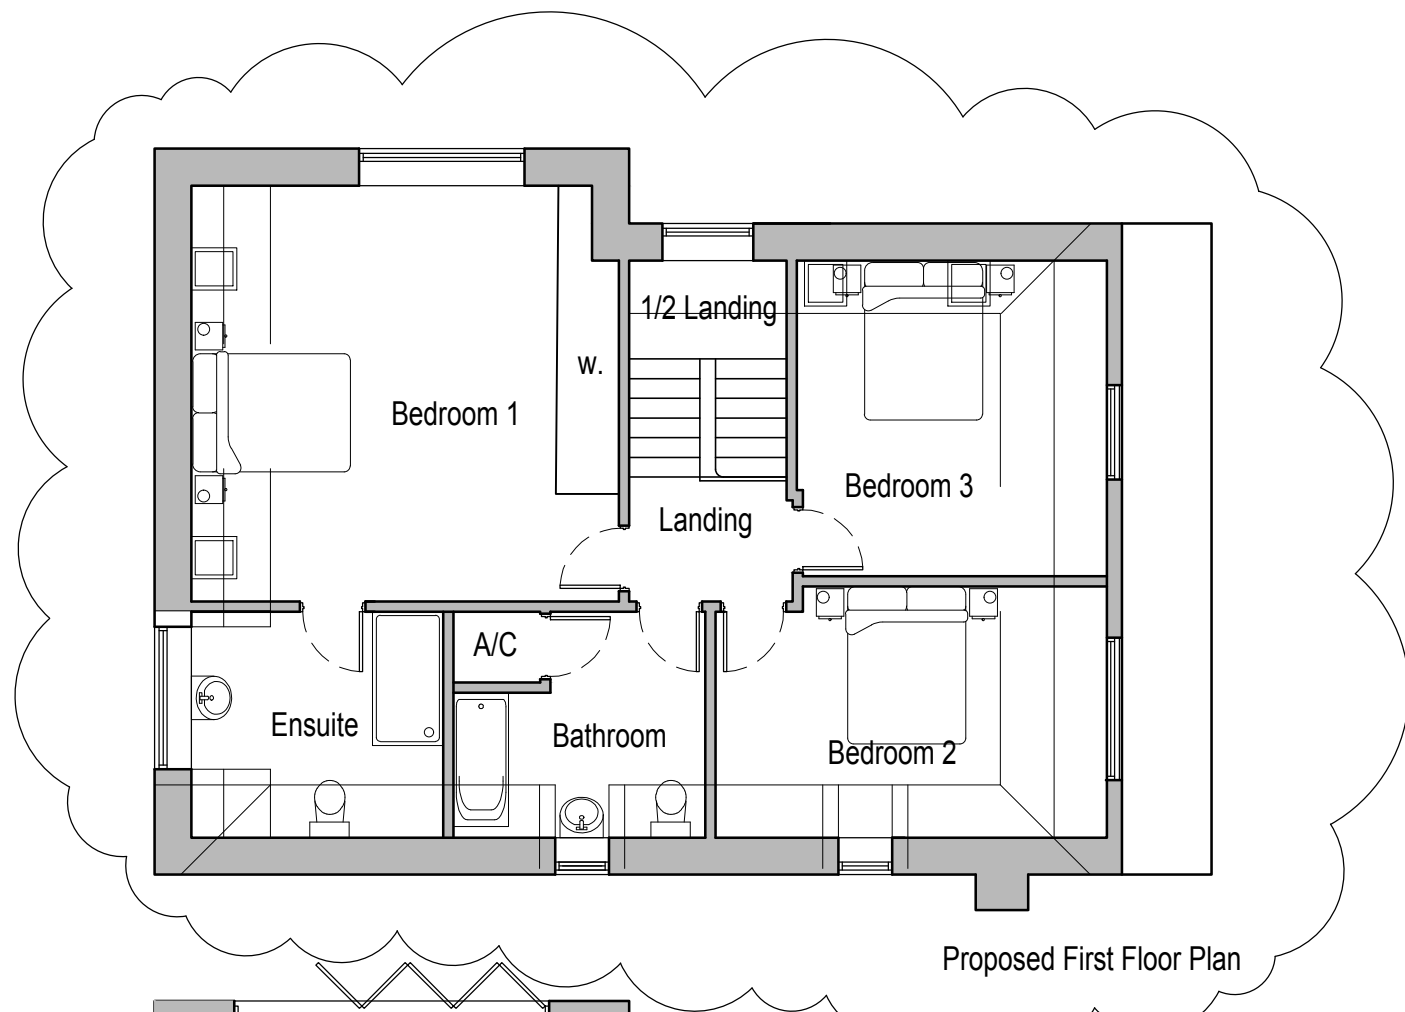 1/2 Landing
w.
Bedroom 1
Bedroom 3
Landing
A/C
Ensuite
Bathroom
Bedroom 2
Proposed First Floor Plan